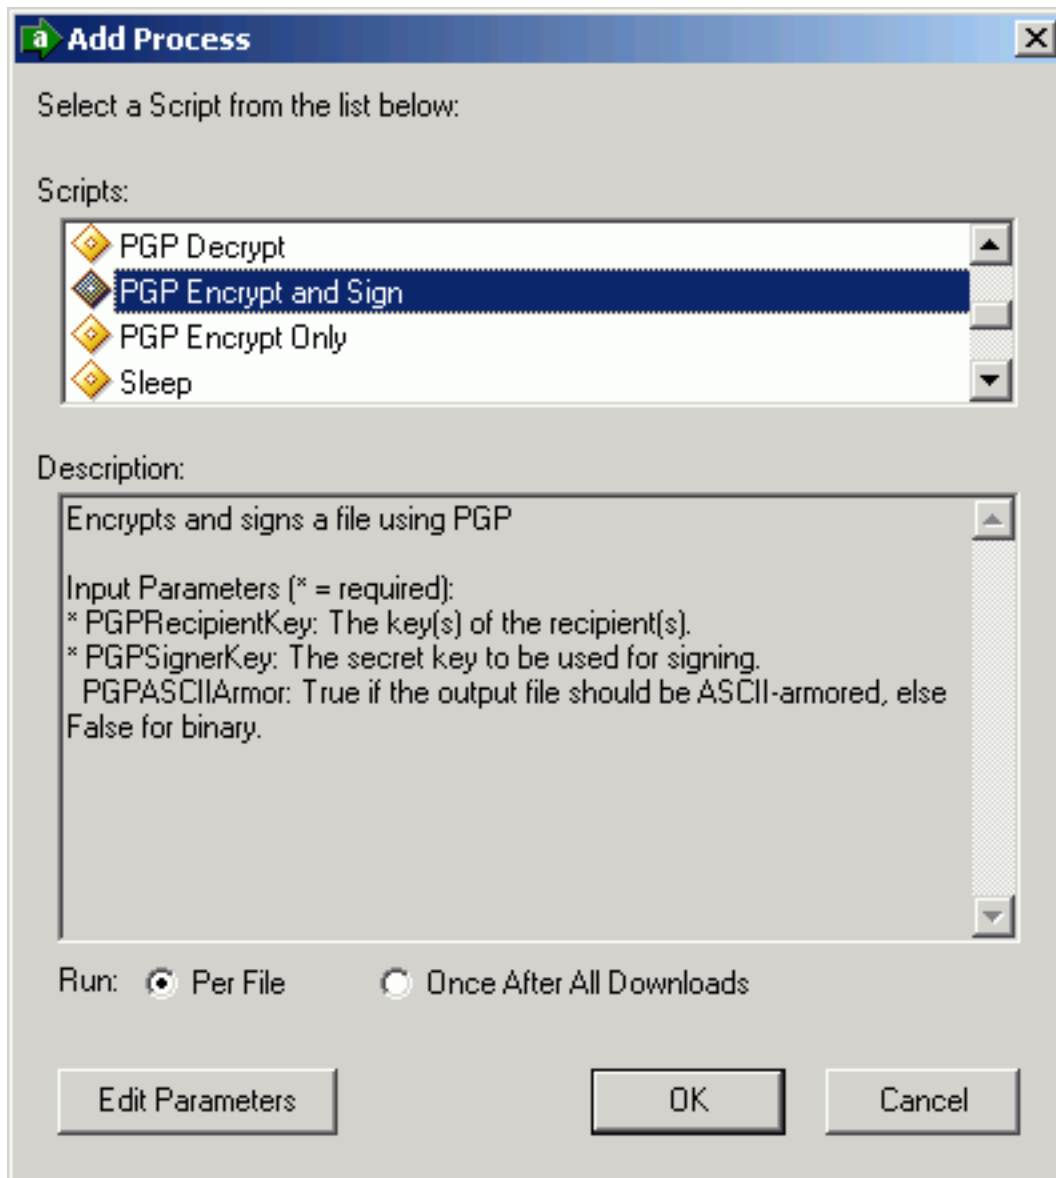 a Add Process
Select a Script from the list below:
Scripts:
PGP Decrypt
PGP Encrypt and Sign
PGP Encrypt Only
Sleep
Description:
Encrypts and signs a file using PGP
Input Parameters (* = required):
* PGPRecipientKey: The key(s) of the recipient(s).
* PGPSignerKey: The secret key to be used for signing.
PGPASCIIArmor: True if the output file should be ASCII-armored, else
False for binary.
Run: Per File Once After All Downloads
Edit Parameters OK Cancel